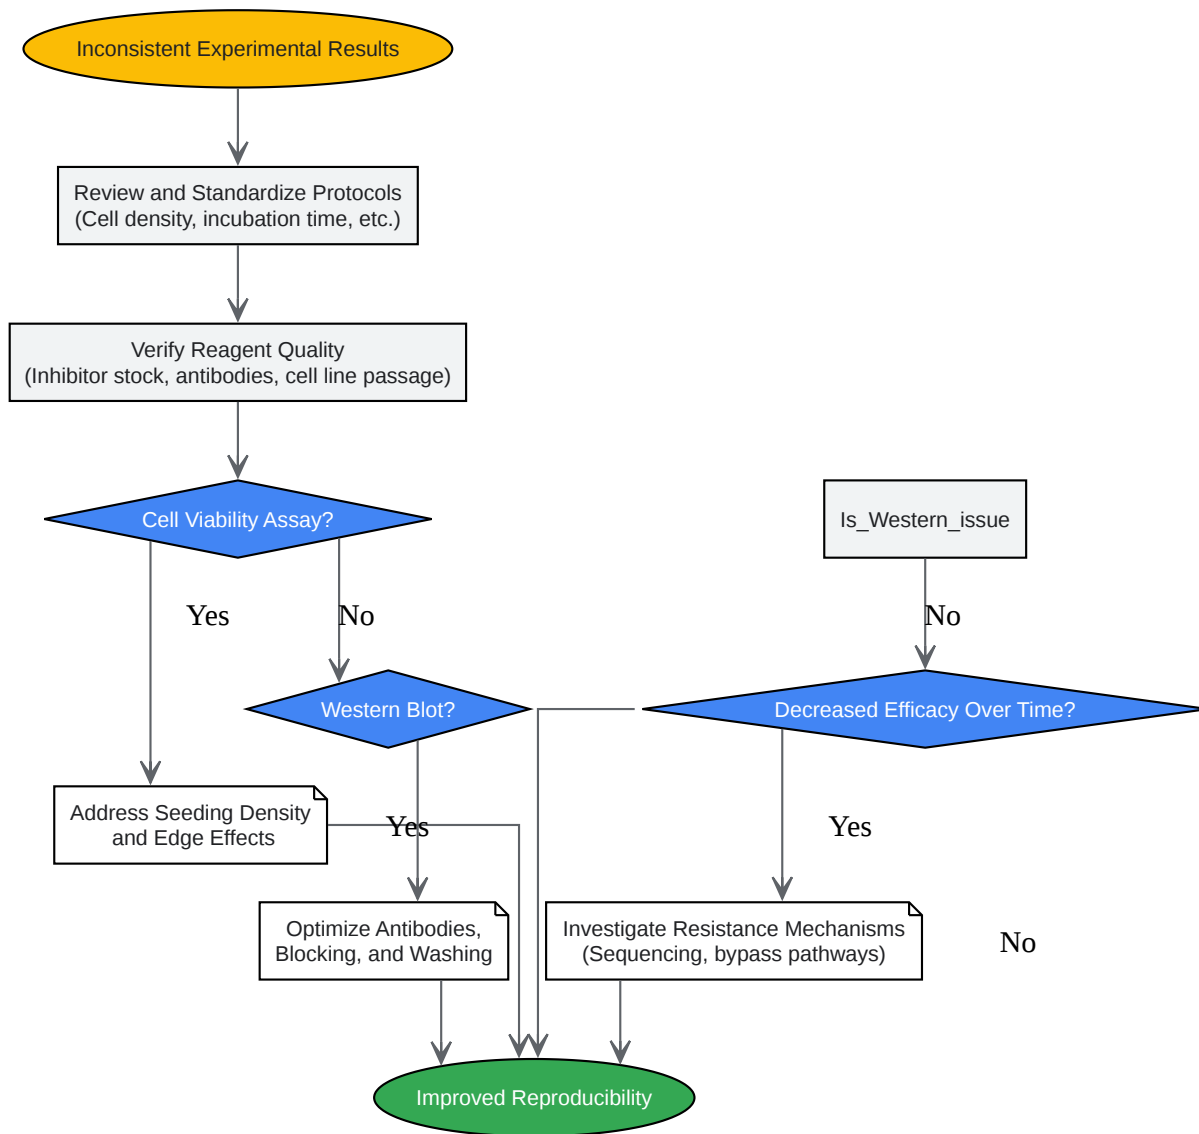 Inconsistent Experimental Results
Review and Standardize Protocols
(Cell density, incubation time, etc.)
Verify Reagent Quality
(Inhibitor stock, antibodies, cell line passage)
Cell Viability Assay?
Is_Western_issue
Yes
No
No
Western Blot?
Decreased Efficacy Over Time?
Address Seeding Density
and Edge Effects
Yes
Yes
Optimize Antibodies,
Blocking, and Washing
Investigate Resistance Mechanisms
(Sequencing, bypass pathways)
No
Improved Reproducibility